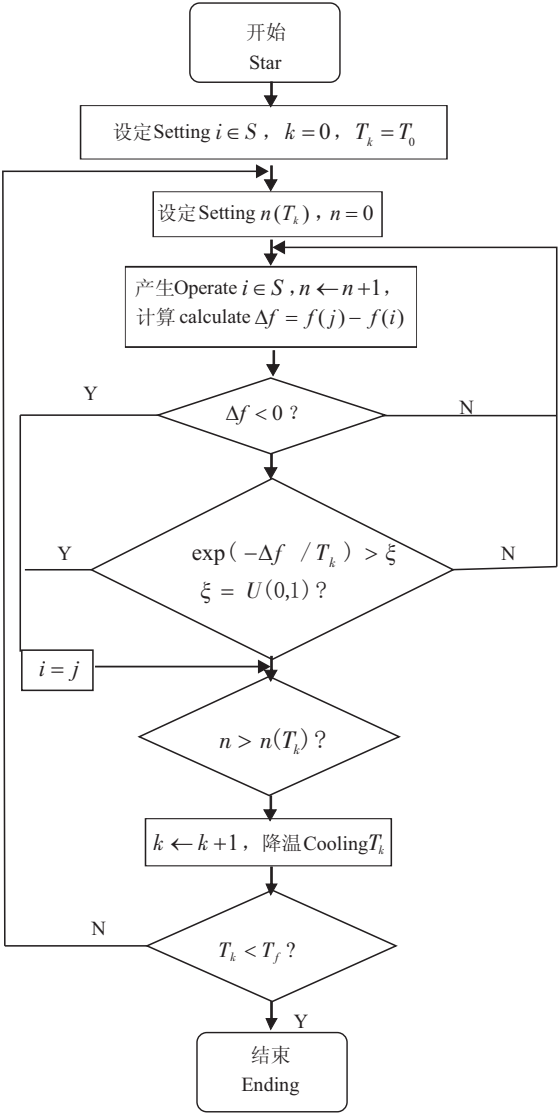 开始
Star
设定Setting i∈S，k=0，T_k=T_0
设定Setting n(T_k)，n=0
产生Operate i∈S,n←n+1,
计算 calculate Δf=f(j)−f(i)
Y
Δf<0？
N
Y
exp(−Δf /T_k)>ξ
ξ= U(0,1)？
N
i=j
n>n(T_k)？
k←k+1，降温CoolingT_k
N
T_k<T_f？
Y
结束
Ending